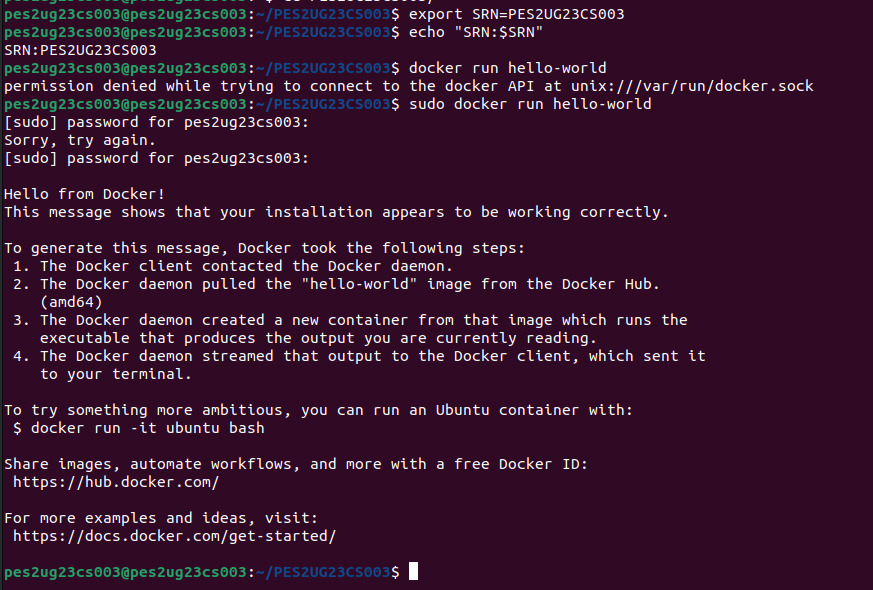 pes2ug23cs003@pes2ug23cs003:~/PES2UG23CS003$ export SRN=PES2UG23CS003
pes2ug23cs003@pes2ug23cs003:~/PES2UG23CS003$ echo "SRN:$SRN"
SRN:PES2UG23CS003
pes2ug23cs003@pes2ug23cs003:~/PES2UG23CS003$ docker run hello-world
permission denied while trying to connect to the docker API at unix:///var/run/docker.sock
pes2ug23cs003@pes2ug23cs003:~/PES2UG23CS003$ sudo docker run hello-world
[sudo] password for pes2ug23cs003:
Sorry, try again.
[sudo] password for pes2ug23cs003:

Hello from Docker!
This message shows that your installation appears to be working correctly.

To generate this message, Docker took the following steps:
 1. The Docker client contacted the Docker daemon.
 2. The Docker daemon pulled the "hello-world" image from the Docker Hub.
    (amd64)
 3. The Docker daemon created a new container from that image which runs the
    executable that produces the output you are currently reading.
 4. The Docker daemon streamed that output to the Docker client, which sent it
    to your terminal.

To try something more ambitious, you can run an Ubuntu container with:
 $ docker run -it ubuntu bash

Share images, automate workflows, and more with a free Docker ID:
 https://hub.docker.com/

For more examples and ideas, visit:
 https://docs.docker.com/get-started/

pes2ug23cs003@pes2ug23cs003:~/PES2UG23CS003$